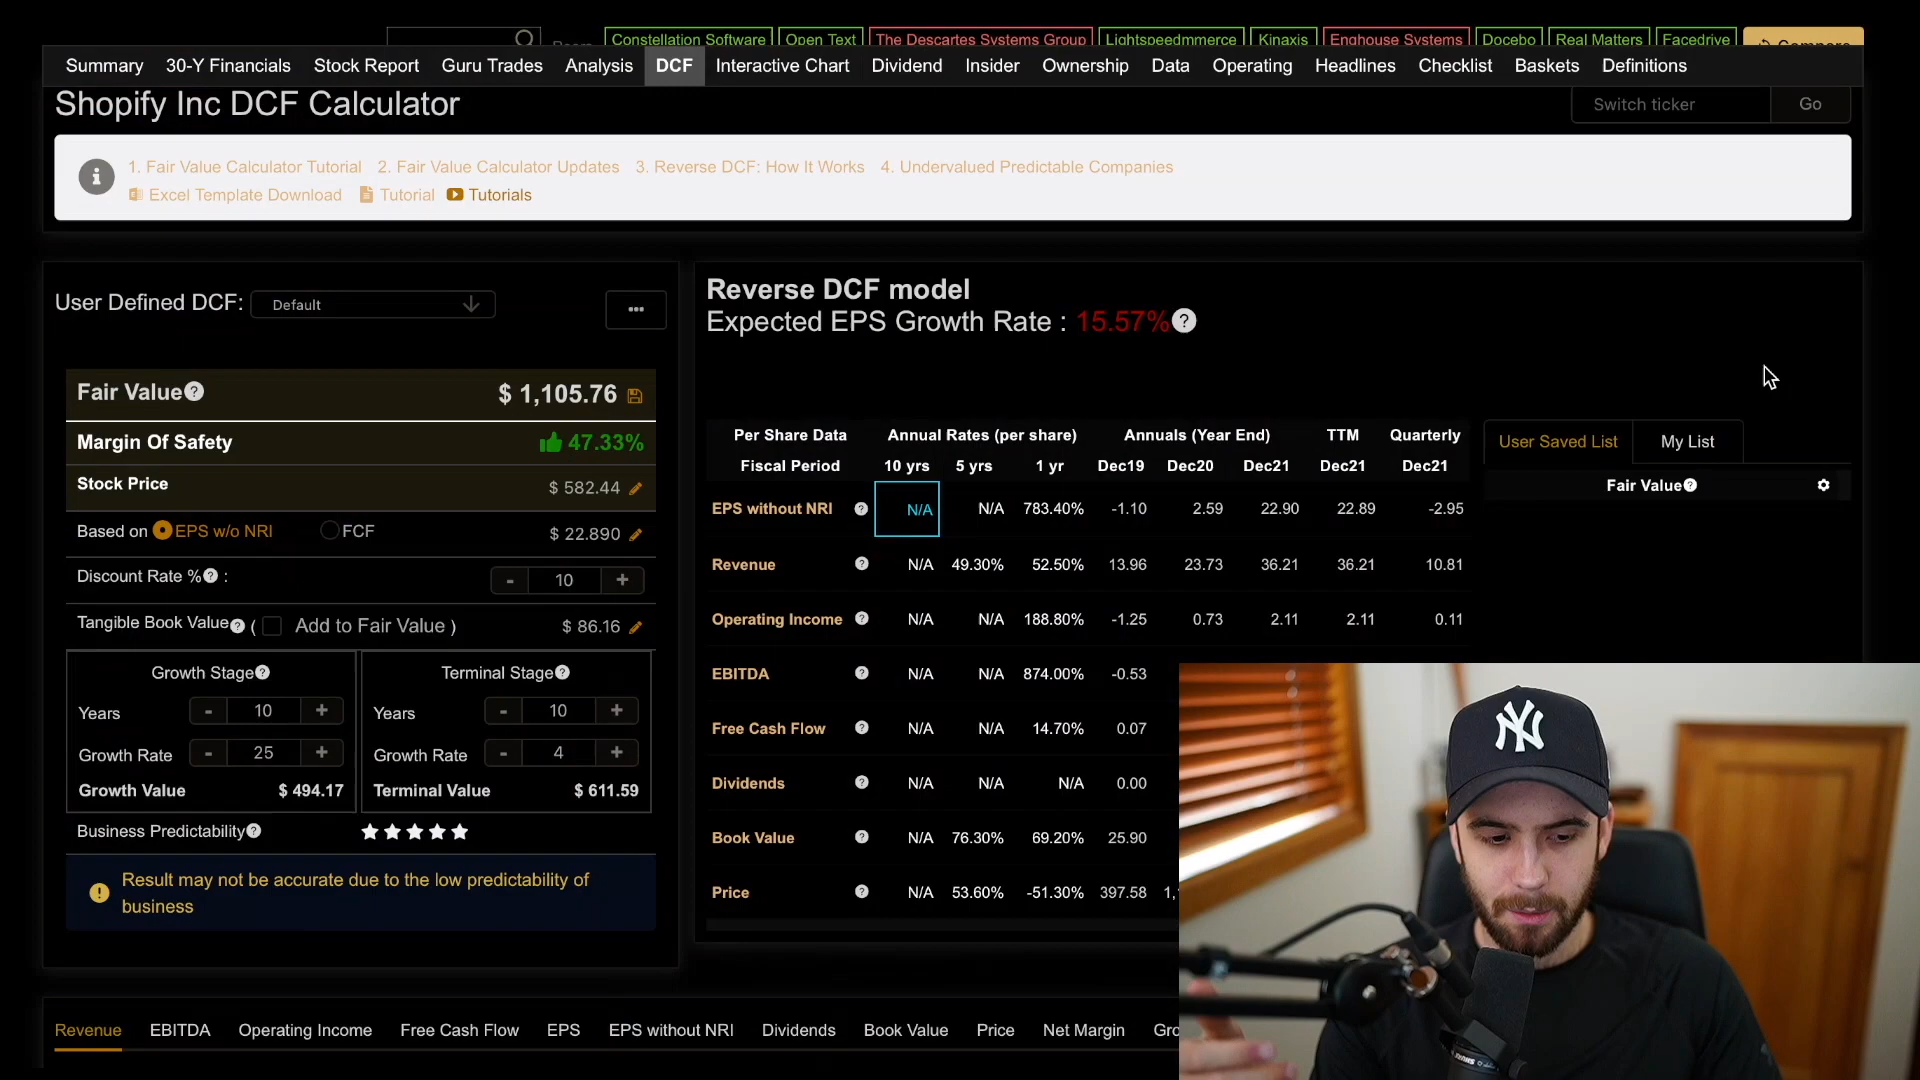 Constellation Software Open Text The Descartes Systems Group Lightspeedmmerce Kinaxis Enghouse Systems Docebo Real Matters Facedrive Compare
Summary 30-Y Financials Stock Report Guru Trades Analysis DCF Interactive Chart Dividend Insider Ownership Data Operating Headlines Checklist Baskets Definitions
Shopify Inc DCF Calculator
Switch ticker Go
1. Fair Value Calculator Tutorial 2. Fair Value Calculator Updates 3. Reverse DCF: How It Works 4. Undervalued Predictable Companies
Excel Template Download Tutorial Tutorials
User Defined DCF: Default ...
Fair Value $ 1,105.76
Margin Of Safety 47.33%
Stock Price $ 582.44
Based on EPS w/o NRI FCF $ 22.890
Discount Rate % : - 10 +
Tangible Book Value ( Add to Fair Value ) $ 86.16
Growth Stage Terminal Stage
Years - 10 + Years - 10 +
Growth Rate - 25 + Growth Rate - 4 +
Growth Value $ 494.17 Terminal Value $ 611.59
Business Predictability
Result may not be accurate due to the low predictability of
business
Reverse DCF model
Expected EPS Growth Rate : 15.57%
Per Share Data Annual Rates (per share) Annuals (Year End) TTM Quarterly
Fiscal Period 10 yrs 5 yrs 1 yr Dec19 Dec20 Dec21 Dec21 Dec21
EPS without NRI N/A N/A 783.40% -1.10 2.59 22.90 22.89 -2.95
Revenue N/A 49.30% 52.50% 13.96 23.73 36.21 36.21 10.81
Operating Income N/A N/A 188.80% -1.25 0.73 2.11 2.11 0.11
EBITDA N/A N/A 874.00% -0.53
Free Cash Flow N/A N/A 14.70% 0.07
Dividends N/A N/A N/A 0.00
Book Value N/A 76.30% 69.20% 25.90
Price N/A 53.60% -51.30% 397.58 1,
User Saved List My List
Fair Value
NY
Revenue EBITDA Operating Income Free Cash Flow EPS EPS without NRI Dividends Book Value Price Net Margin